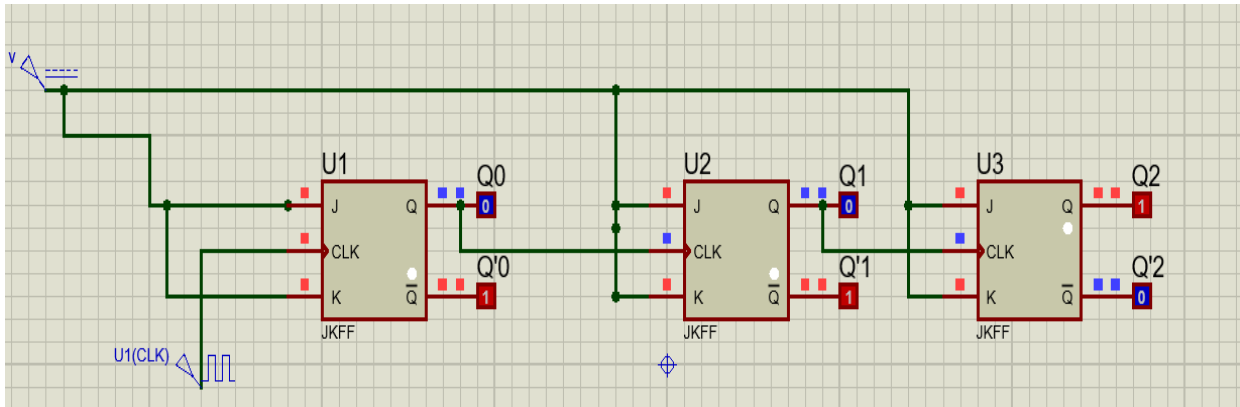 V
U1
Q0
J
Q
0
CLK
Q'0
K
Q
1
JKFF
U1(CLK)
U2
Q1
J
Q
0
CLK
Q'1
K
Q
1
JKFF
U3
Q2
J
Q
1
CLK
Q'2
K
Q
0
JKFF